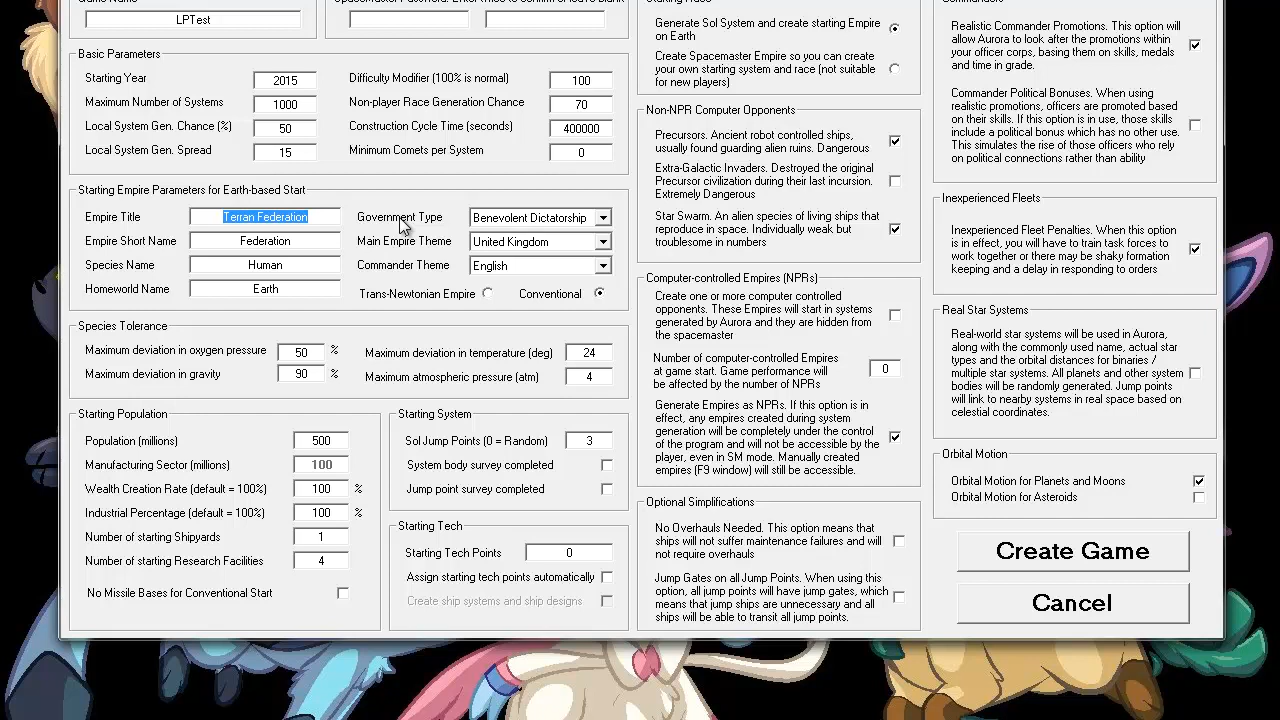 LPTest
Basic Parameters
Starting Year 2015
Maximum Number of Systems 1000
Local System Gen. Chance (%) 50
Local System Gen. Spread 15
Difficulty Modifier (100% is normal) 100
Non-player Race Generation Chance 70
Construction Cycle Time (seconds) 400000
Minimum Comets per System 0
Starting Empire Parameters for Earth-based Start
Empire Title Terran Federation
Empire Short Name Federation
Species Name Human
Homeworld Name Earth
Government Type Benevolent Dictatorship
Main Empire Theme United Kingdom
Commander Theme English
Trans-Newtonian Empire Conventional
Species Tolerance
Maximum deviation in oxygen pressure 50 %
Maximum deviation in gravity 90 %
Maximum deviation in temperature (deg) 24
Maximum atmospheric pressure (atm) 4
Starting Population
Population (millions) 500
Manufacturing Sector (millions) 100
Wealth Creation Rate (default = 100%) 100 %
Industrial Percentage (default = 100%) 100 %
Number of starting Shipyards 1
Number of starting Research Facilities 4
No Missile Bases for Conventional Start
Starting System
Sol Jump Points (0 = Random) 3
System body survey completed
Jump point survey completed
Starting Tech
Starting Tech Points 0
Assign starting tech points automatically
Create ship systems and ship designs
Generate Sol System and create starting Empire
on Earth
Create Spacemaster Empire so you can create
your own starting system and race (not suitable
for new players)
Non-NPR Computer Opponents
Precursors. Ancient robot controlled ships,
usually found guarding alien ruins. Dangerous
Extra-Galactic Invaders. Destroyed the original
Precursor civilization during their last incursion.
Extremely Dangerous
Star Swarm. An alien species of living ships that
reproduce in space. Individually weak but
troublesome in numbers
Computer-controlled Empires (NPRs)
Create one or more computer controlled
opponents. These Empires will start in systems
generated by Aurora and they are hidden from
the spacemaster
Number of computer-controlled Empires
at game start. Game performance will
be affected by the number of NPRs
0
Generate Empires as NPRs. If this option is in
effect, any empires created during system
generation will be completely under the control
of the program and will not be accessible by the
player, even in SM mode. Manually created
empires (F9 window) will still be accessible.
Optional Simplifications
No Overhauls Needed. This option means that
ships will not suffer maintenance failures and will
not require overhauls
Jump Gates on all Jump Points. When using this
option, all jump points will have jump gates, which
means that jump ships are unnecessary and all
ships will be able to transit all jump points.
Realistic Commander Promotions. This option will
allow Aurora to look after the promotions within
your officer corps, basing them on skills, medals
and time in grade.
Commander Political Bonuses. When using
realistic promotions, officers are promoted based
on their skills. If this option is in use, those skills
include a political bonus which has no other use.
This simulates the rise of those officers who rely
on political connections rather than ability
Inexperienced Fleets
Inexperienced Fleet Penalties. When this option
is in effect, you will have to train task forces to
work together or there may be shaky formation
keeping and a delay in responding to orders
Real Star Systems
Real-world star systems will be used in Aurora,
along with the commonly used name, actual star
types and the orbital distances for binaries /
multiple star systems. All planets and other system
bodies will be randomly generated. Jump points
will link to nearby systems in real space based on
celestial coordinates.
Orbital Motion
Orbital Motion for Planets and Moons
Orbital Motion for Asteroids
Create Game
Cancel